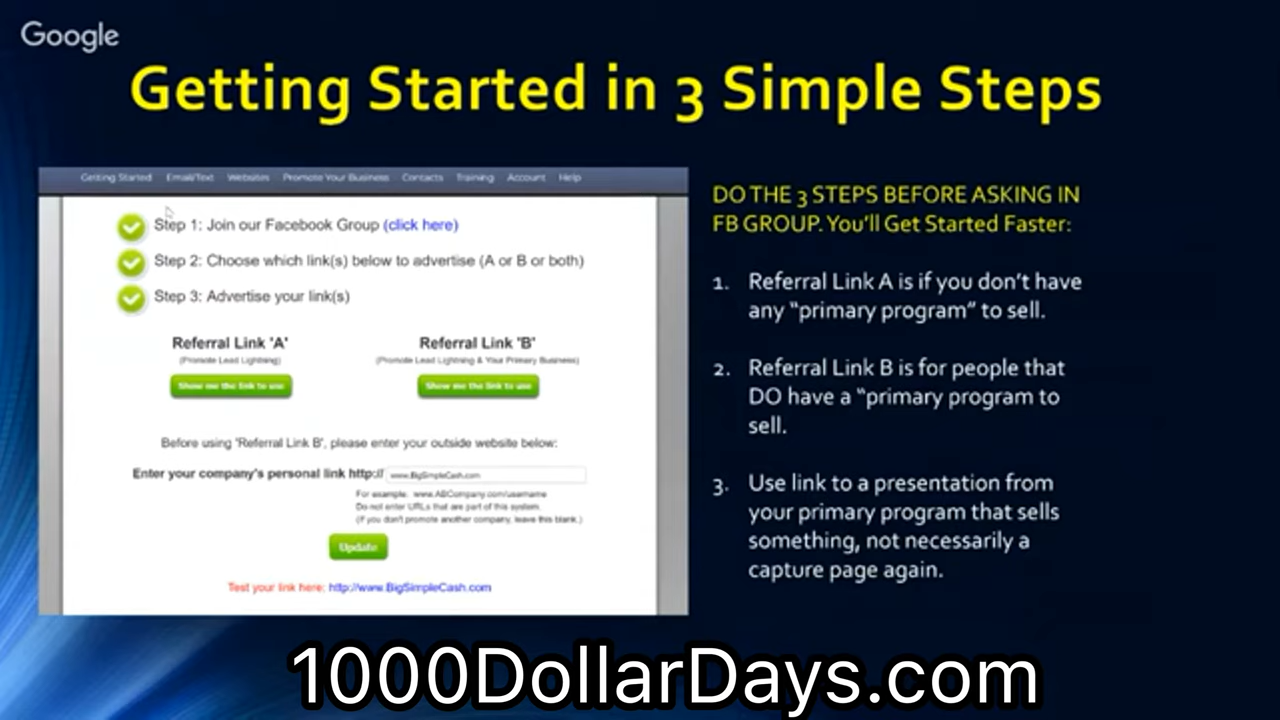 Google
Getting Started in 3 Simple Steps
Getting Started Email/Text Websites Promote Your Business Contacts Training Account Help
Step 1: Join our Facebook Group (click here)
Step 2: Choose which link(s) below to advertise (A or B or both)
Step 3: Advertise your link(s)
Referral Link 'A'
(Promote Lead Lightning)
Show me the link to use
Referral Link 'B'
(Promote Lead Lightning & Your Primary Business)
Show me the link to use
Before using 'Referral Link B', please enter your outside website below:
Enter your company's personal link http:// www.BigSimpleCash.com
For example: www.ABCompany.com/username
Do not enter URLs that are part of this system.
(If you don't promote another company, leave this blank.)
Update
Test your link here: http://www.BigSimpleCash.com
DO THE 3 STEPS BEFORE ASKING IN
FB GROUP. You'll Get Started Faster:
1. Referral Link A is if you don't have
any "primary program" to sell.
2. Referral Link B is for people that
DO have a "primary program to
sell.
3. Use link to a presentation from
your primary program that sells
something, not necessarily a
capture page again.
1000DollarDays.com